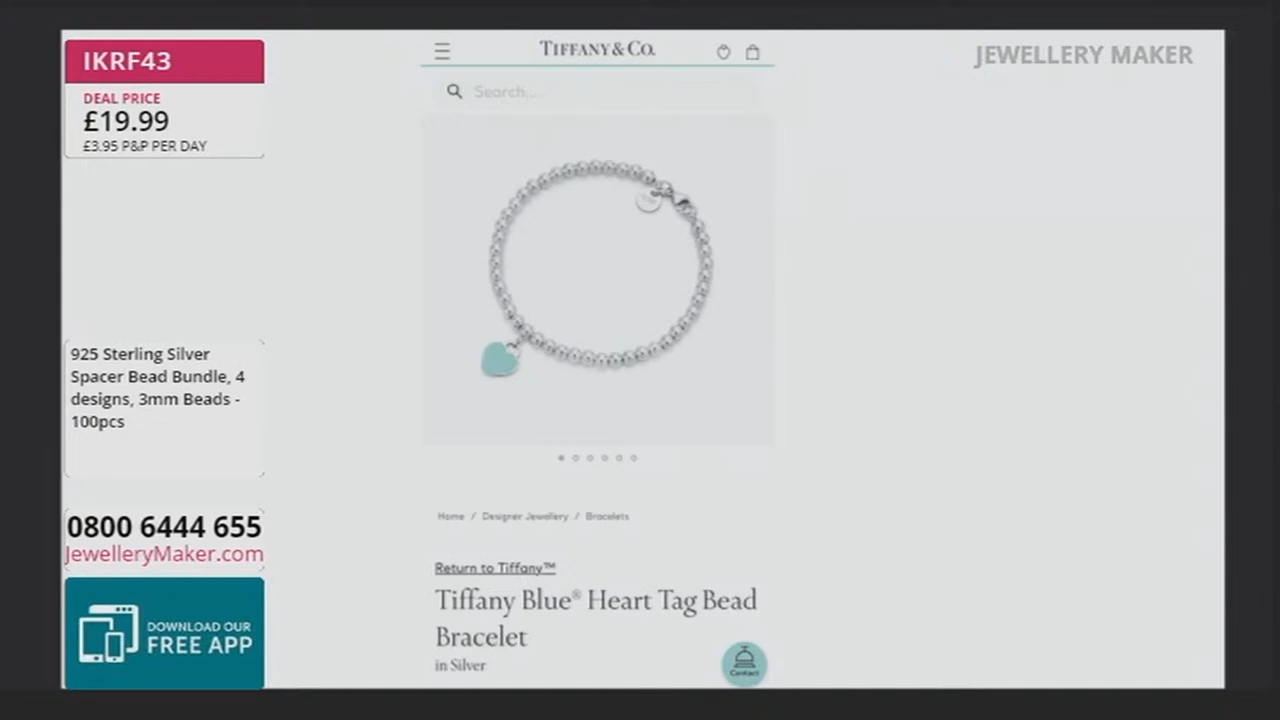 IKRF43
DEAL PRICE
£19.99
£3.95 P&P PER DAY
925 Sterling Silver
Spacer Bead Bundle, 4
designs, 3mm Beads -
100pcs
0800 6444 655
JewelleryMaker.com
DOWNLOAD OUR
FREE APP
TIFFANY & CO.
Search....
Home / Designer Jewellery / Bracelets
Return to Tiffany™
Tiffany Blue® Heart Tag Bead
Bracelet
in Silver
Contact
JEWELLERY MAKER